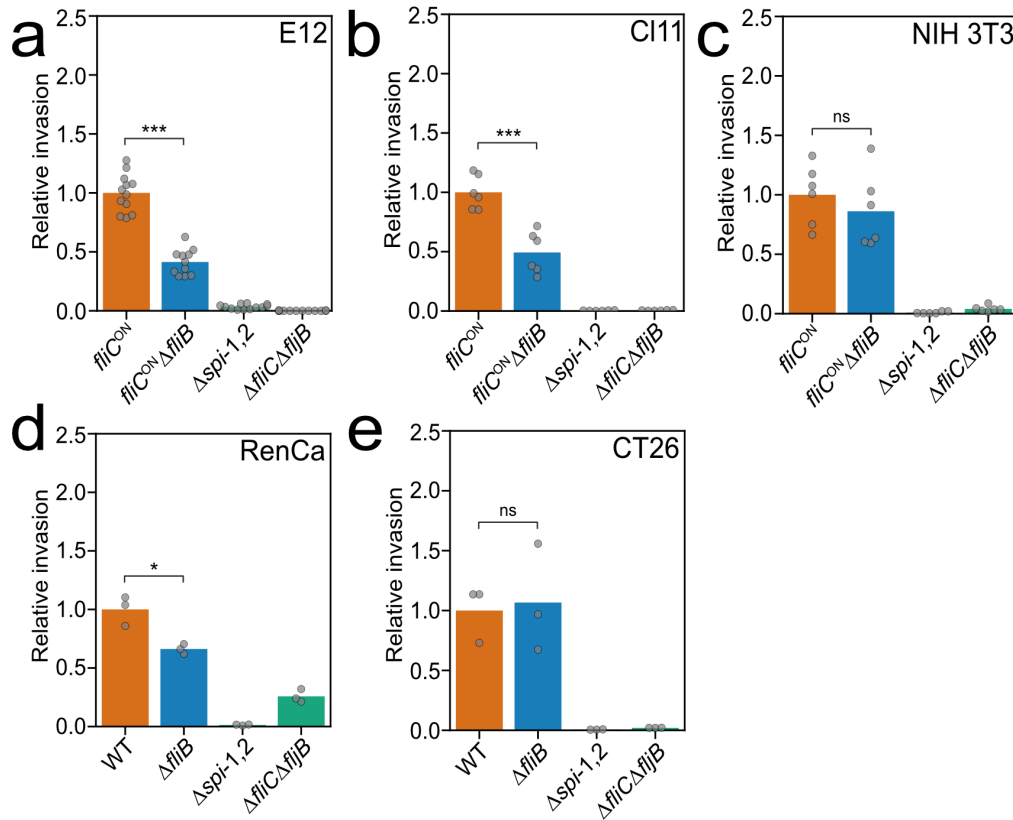 a
E12
Relative invasion
2.5
2.0
1.5
1.0
0.5
0.0
***
fliCᴼᴺ
fliCᴼᴺΔfliB
Δspi-1,2
ΔfliCΔfljB
b
CI11
Relative invasion
2.5
2.0
1.5
1.0
0.5
0.0
***
fliCᴼᴺ
fliCᴼᴺΔfliB
Δspi-1,2
ΔfliCΔfljB
c
NIH 3T3
Relative invasion
2.5
2.0
1.5
1.0
0.5
0.0
ns
fliCᴼᴺ
fliCᴼᴺΔfliB
Δspi-1,2
ΔfliCΔfljB
d
RenCa
Relative invasion
2.5
2.0
1.5
1.0
0.5
0.0
*
WT
ΔfliB
Δspi-1,2
ΔfliCΔfljB
e
CT26
Relative invasion
2.5
2.0
1.5
1.0
0.5
0.0
ns
WT
ΔfliB
Δspi-1,2
ΔfliCΔfljB